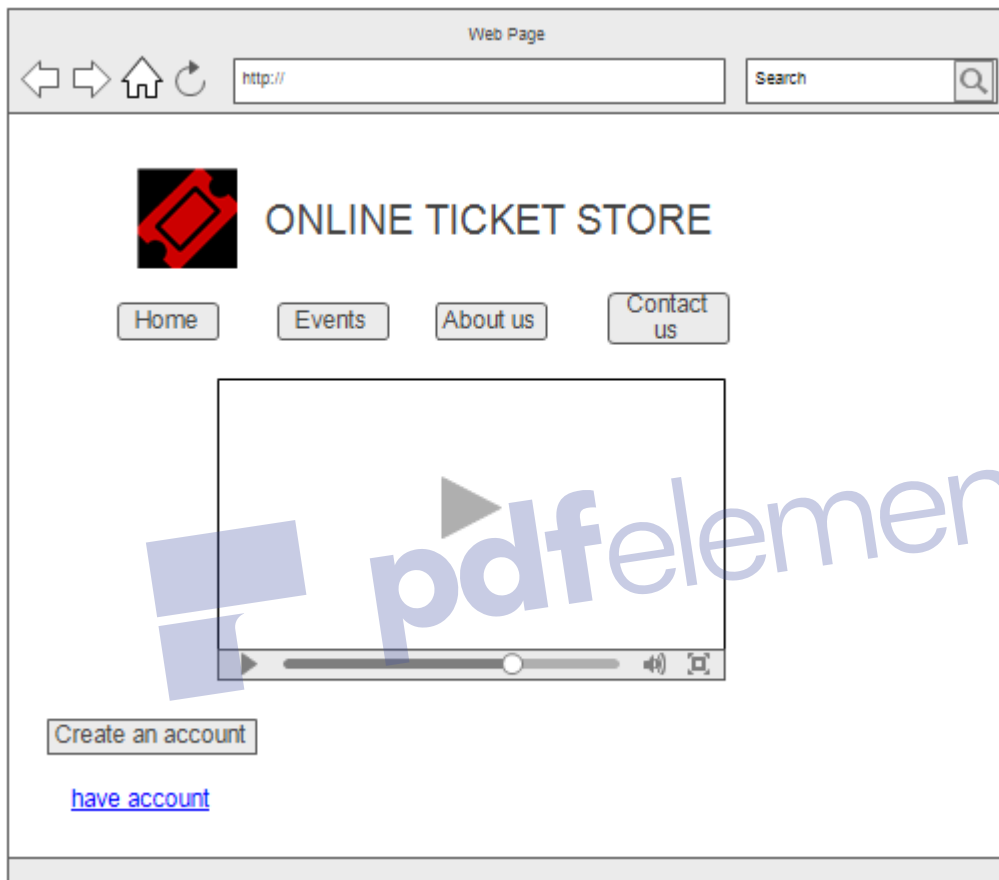 Web Page
http://
Search
ONLINE TICKET STORE
Home
Events
About us
Contact
us
pdfelemen
Create an account
have account